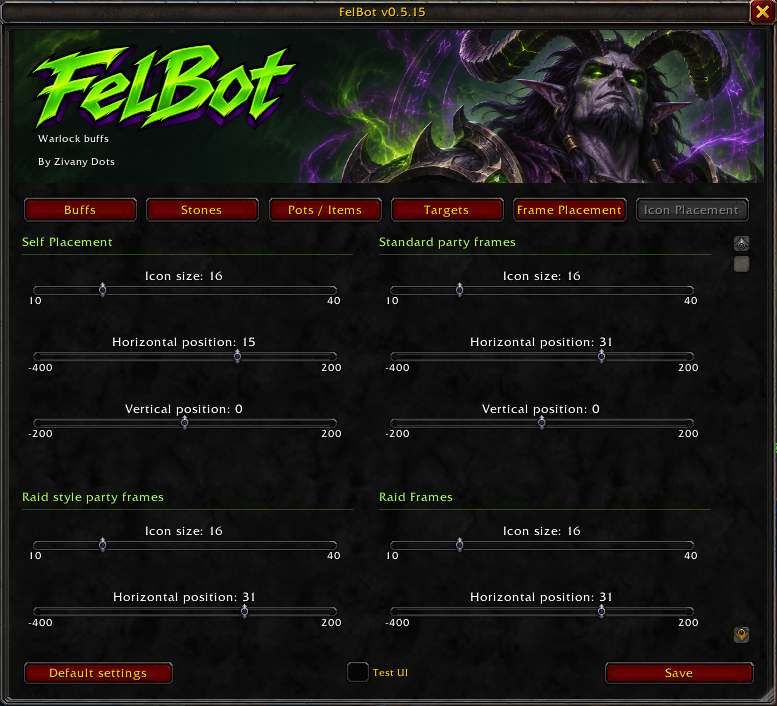 FelBot v0.5.15
FelBot
Warlock buffs
By Zivany Dots
Buffs
Stones
Pots / Items
Targets
Frame Placement
Icon Placement
Self Placement
Icon size: 16
10
40
Horizontal position: 15
-400
200
Vertical position: 0
-200
200
Standard party frames
Icon size: 16
10
40
Horizontal position: 31
-400
200
Vertical position: 0
-200
200
Raid style party frames
Icon size: 16
10
40
Horizontal position: 31
-400
200
Raid Frames
Icon size: 16
10
40
Horizontal position: 31
-400
200
Default settings
Test UI
Save